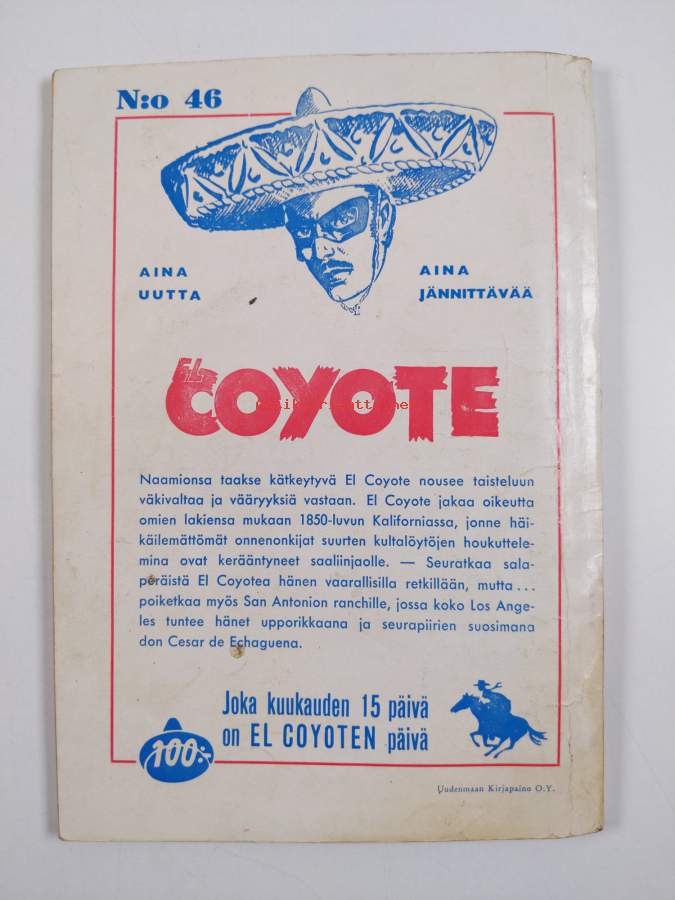 N:o 46
AINA
UUTTA
AINA
JÄNNITTÄVÄÄ
EL
COYOTE
Naamionsa taakse kätkeytyvä El Coyote nousee taisteluun
väkivaltaa ja vääryyksiä vastaan. El Coyote jakaa oikeutta
omien lakiensa mukaan 1850-luvun Kaliforniassa, jonne häi-
käilemättömät onnenonkijat suurten kultalöytöjen houkuttele-
mina ovat kerääntyneet saaliinjaolle. — Seuratkaa sala-
peräistä El Coyotea hänen vaarallisilla retkillään, mutta ...
poiketkaa myös San Antonion ranchille, jossa koko Los Ange-
les tuntee hänet upporikkaana ja seurapiirien suosimana
don Cesar de Echaguena.
Joka kuukauden 15 päivä
on EL COYOTEN päivä
100:-
Uudenmaan Kirjapaino O.Y.